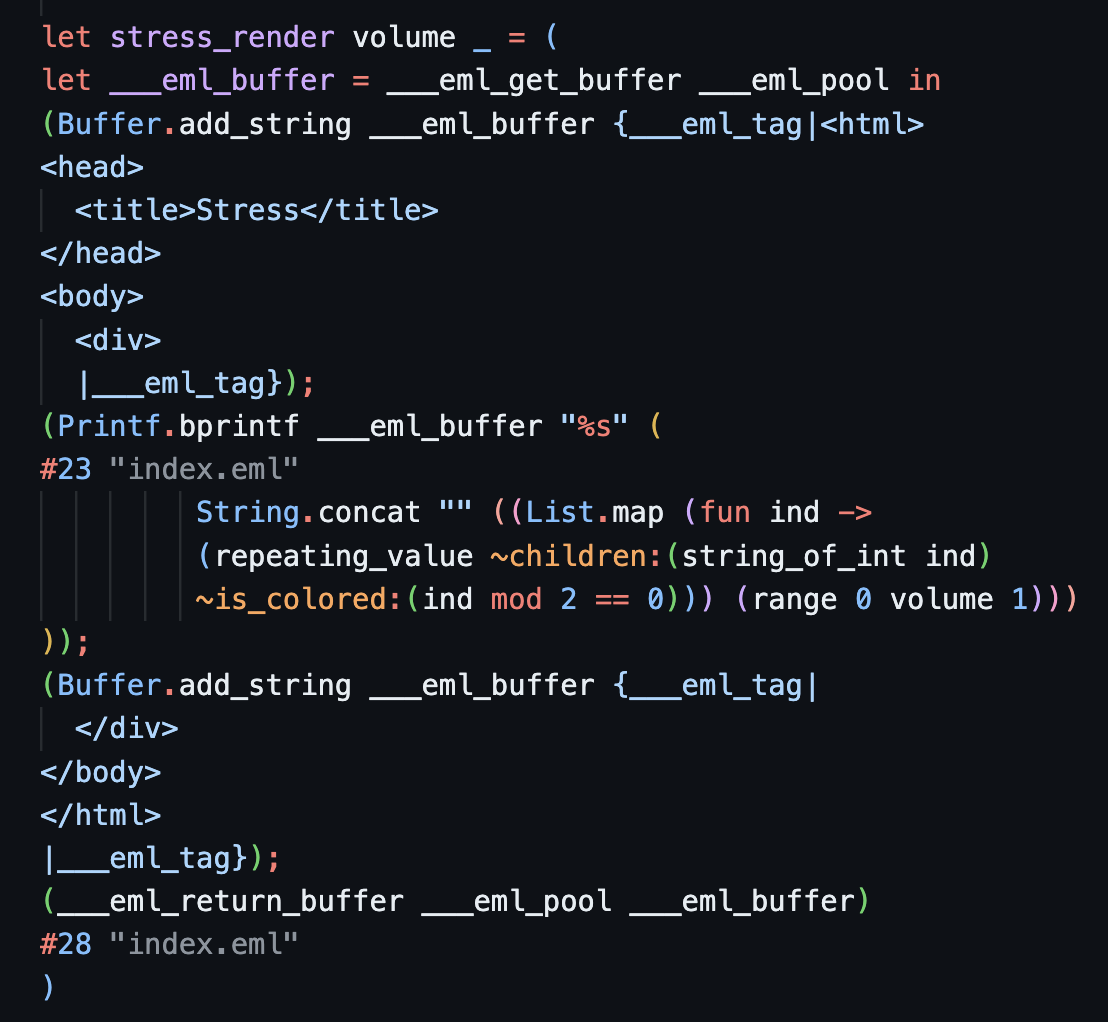 let stress_render volume _ = (
let ___eml_buffer = ___eml_get_buffer ___eml_pool in
(Buffer.add_string ___eml_buffer {___eml_tag|<html>
<head>
  <title>Stress</title>
</head>
<body>
  <div>
  |___eml_tag});
(Printf.bprintf ___eml_buffer "%s" (
#23 "index.eml"
         String.concat "" ((List.map (fun ind ->
         (repeating_value ~children:(string_of_int ind)
         ~is_colored:(ind mod 2 == 0))) (range 0 volume 1)))
));
(Buffer.add_string ___eml_buffer {___eml_tag|
  </div>
</body>
</html>
|___eml_tag});
(___eml_return_buffer ___eml_pool ___eml_buffer)
#28 "index.eml"
)